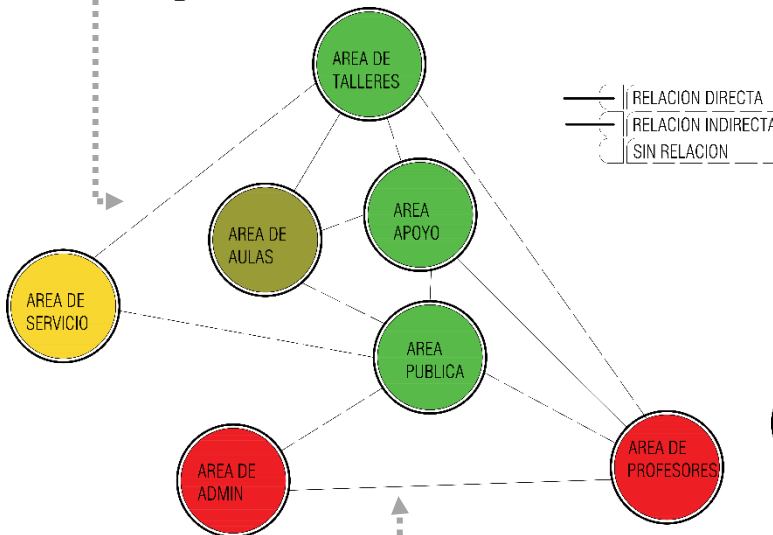 AREA DE
TALLERES
RELACION DIRECTA
RELACION INDIRECTA
SIN RELACION
AREA
APOYO
AREA DE
AULAS
AREA DE
SERVICIO
AREA
PUBLICA
AREA DE
ADMIN
AREA DE
PROFESORES